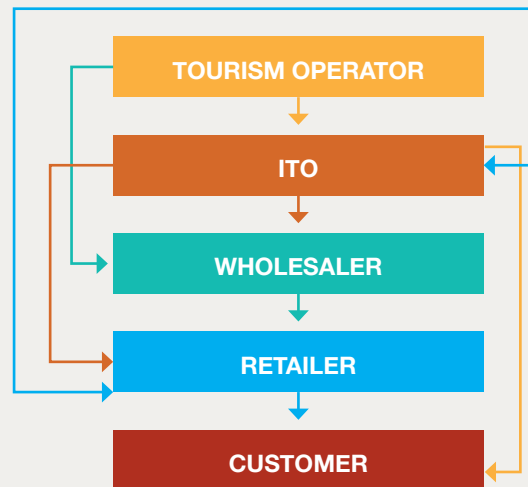 TOURISM OPERATOR
ITO
WHOLESALER
RETAILER
CUSTOMER